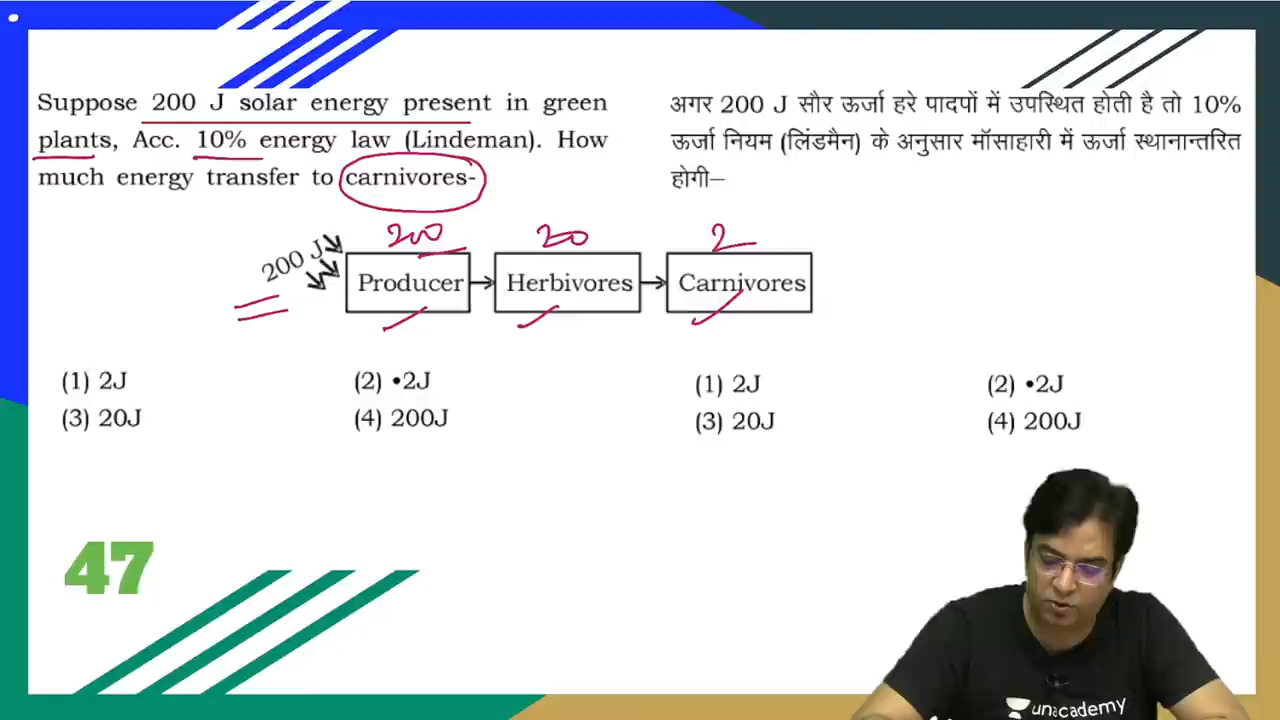 Suppose 200 J solar energy present in green
plants, Acc. 10% energy law (Lindeman). How
much energy transfer to carnivores-
अगर 200 J सौर ऊर्जा हरे पादपों में उपस्थित होती है तो 10%
ऊर्जा नियम (लिंडमैन) के अनुसार मॉसाहारी में ऊर्जा स्थानान्तरित
होगी–
200 20 2
200 J
Producer Herbivores Carnivores
(1) 2J (2) •2J
(3) 20J (4) 200J
(1) 2J (2) •2J
(3) 20J (4) 200J
47
unacademy